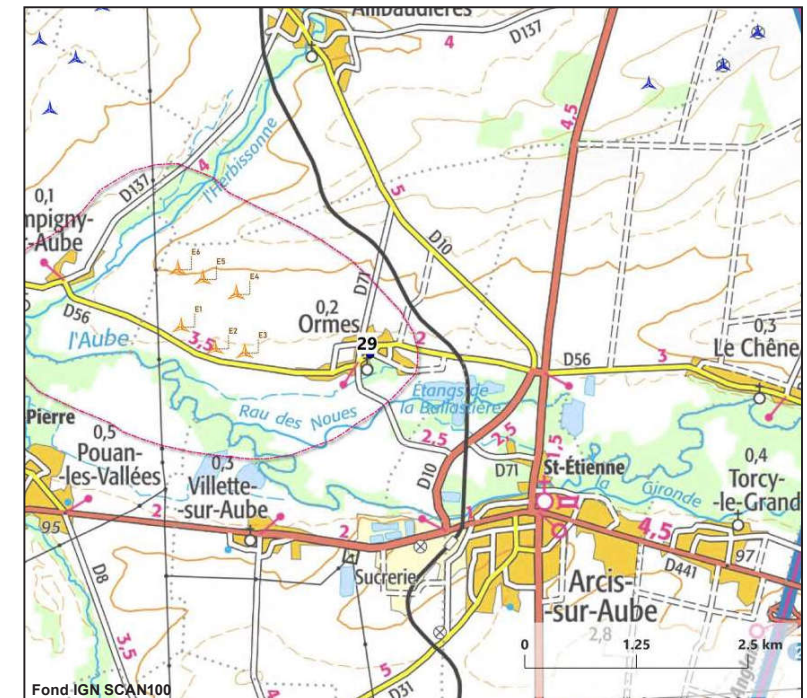 Allibaudières
4
D137
4,5
l'Herbissonne
4
D137
5
0,1
mpigny-
-Aube
E6
E5
E4
D71
D10
E1
E2
E3
0,2
Ormes
29
2
D56
3,5
l'Aube
D56
3
0,3
Le Chêne
Étangs de
la Ballastière
Rau des Noues
Pierre
2,5
2,5
1,5
0,5
Pouan-
-les-Vallées
0,3
Villette-
-sur-Aube
D10
D71
St-Étienne
la Gironde
0,4
Torcy-
-le-Grand
95
2
2
1
4,5
97
D441
D8
Sucrerie
Arcis-
-sur-Aube
2,8
3,5
4
5
D31
0 1,25 2.5 km
Fond IGN SCAN100